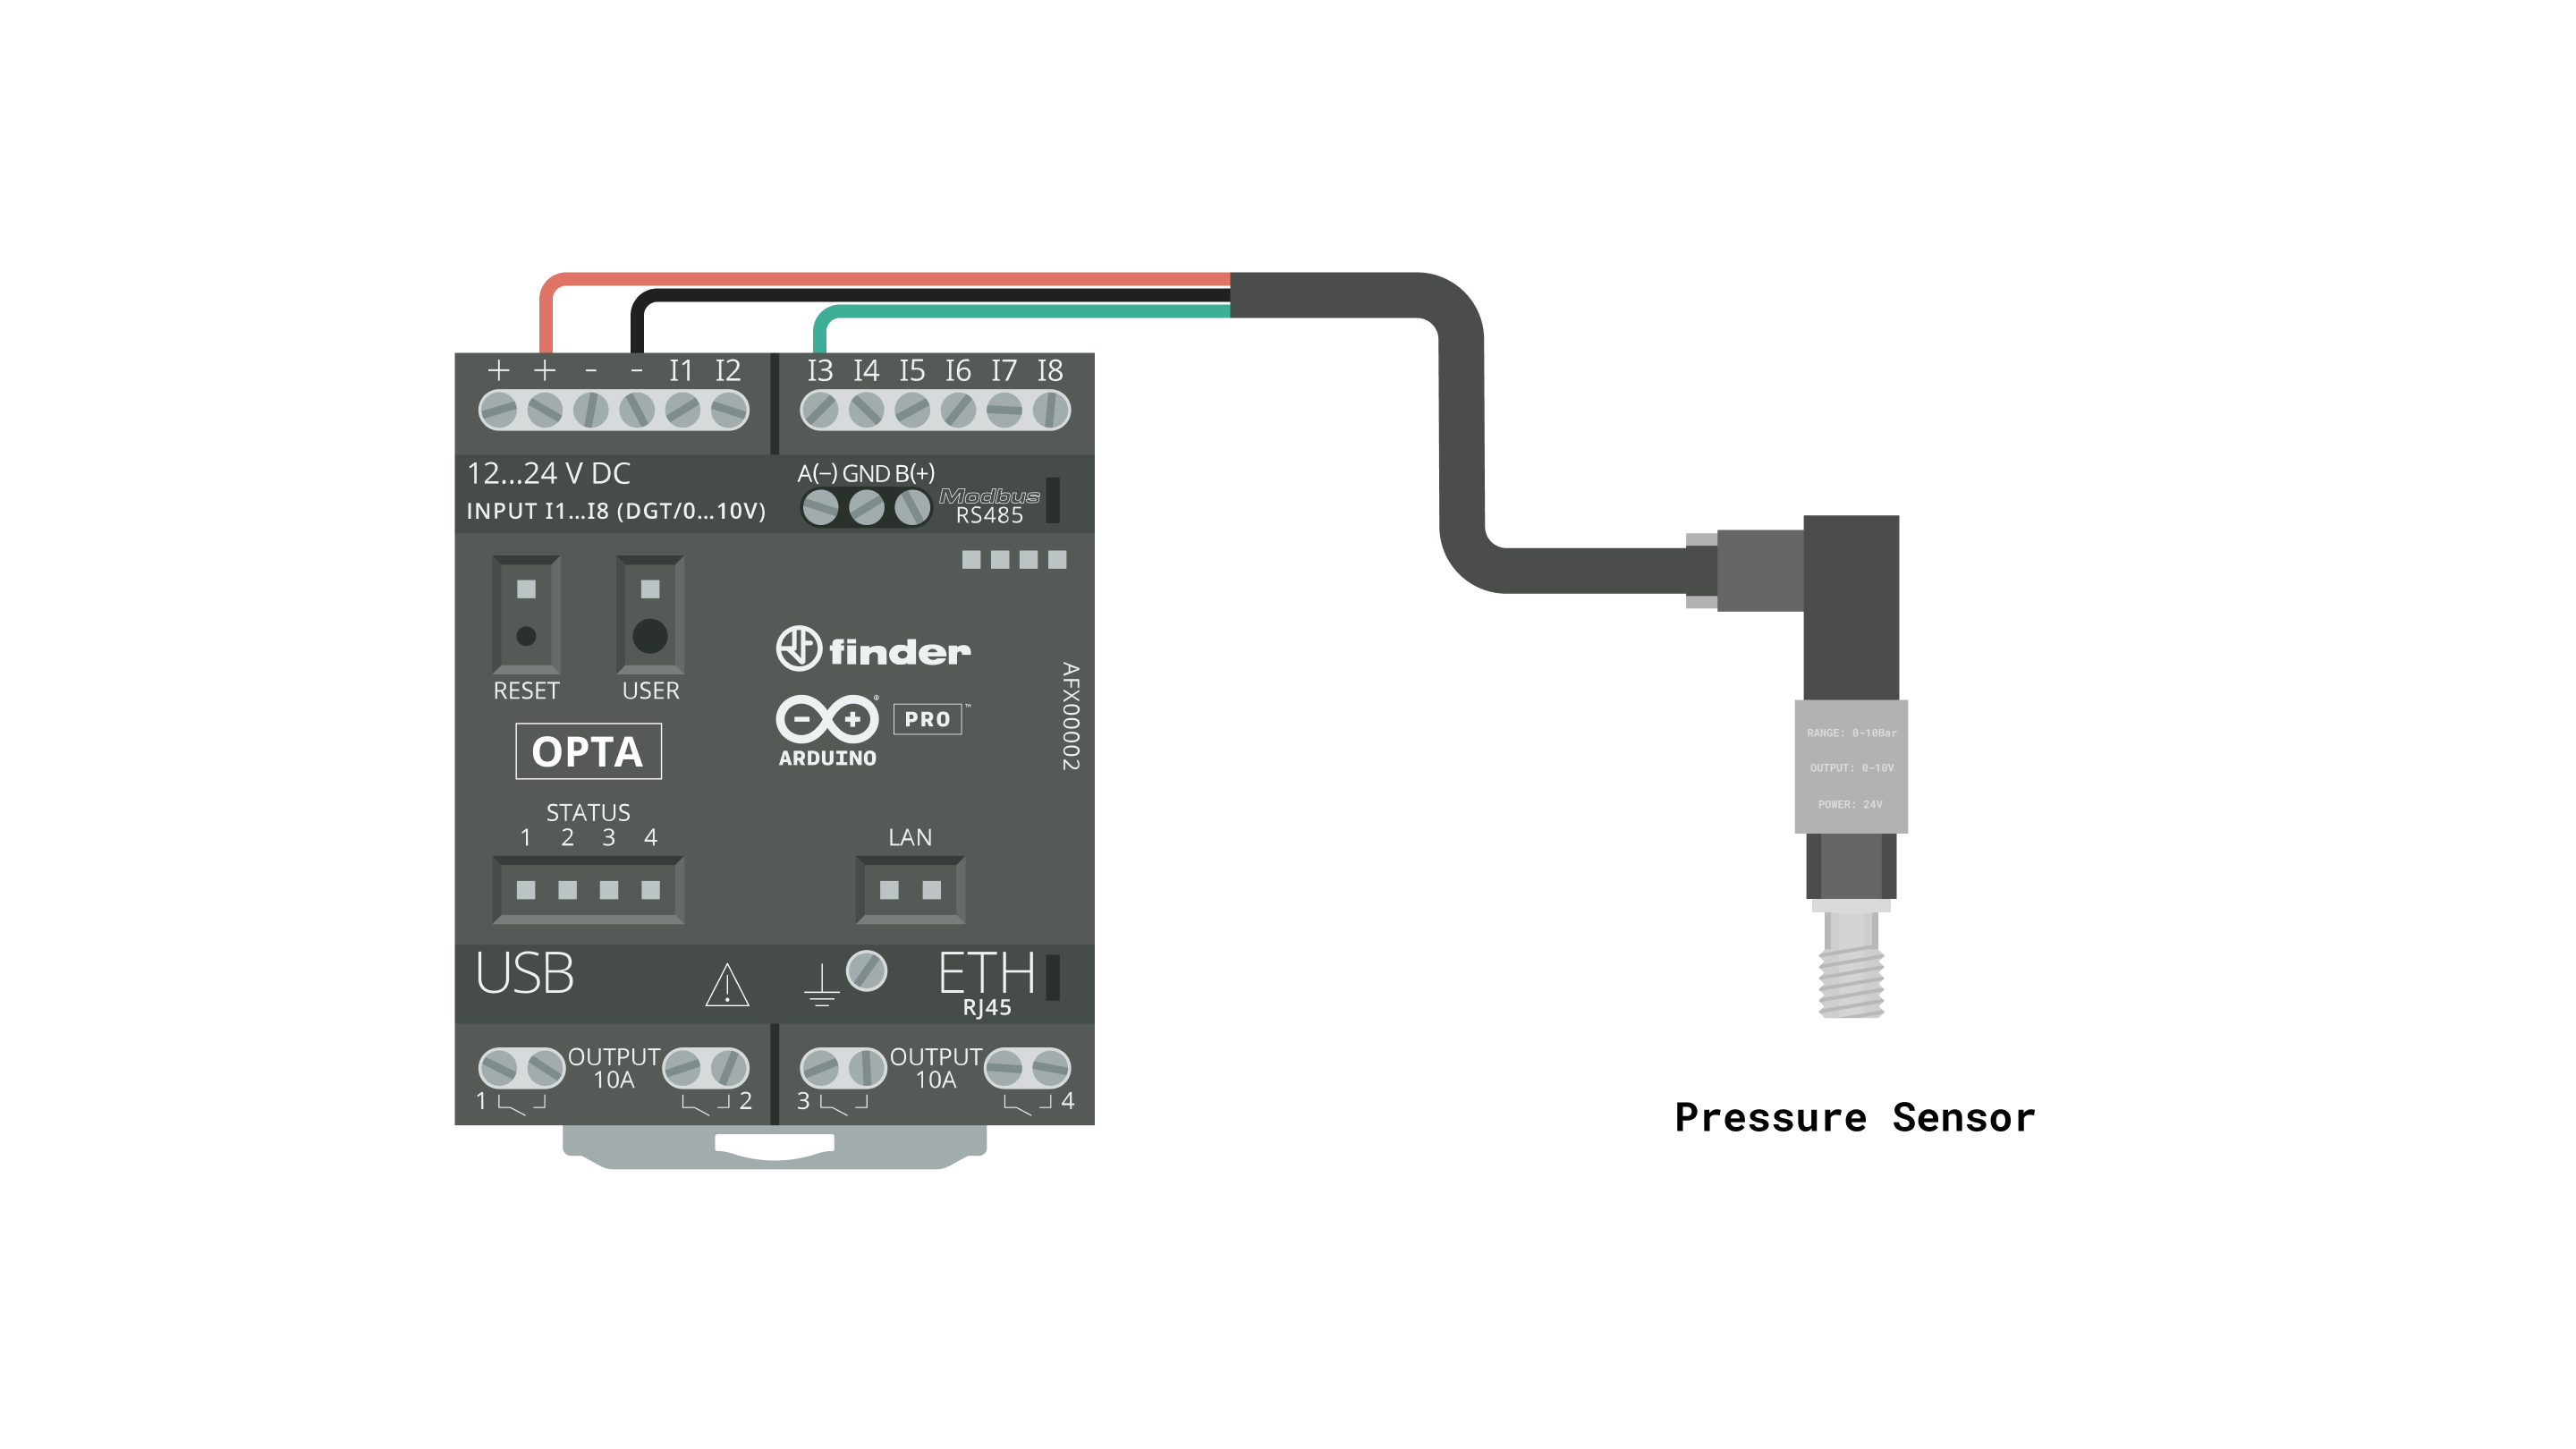 + + - - I1 I2 I3 I4 I5 I6 I7 I8
12...24 V DC
INPUT I1...I8 (DGT/0...10V)
A(−) GND B(+)
Modbus
RS485
RESET
USER
finder
PRO
™
®
ARDUINO
AFX00002
OPTA
STATUS
1 2 3 4
LAN
USB
ETH
RJ45
OUTPUT
10A
1
2
OUTPUT
10A
3
4
RANGE: 0-10Bar
OUTPUT: 0-10V
POWER: 24V
Pressure Sensor